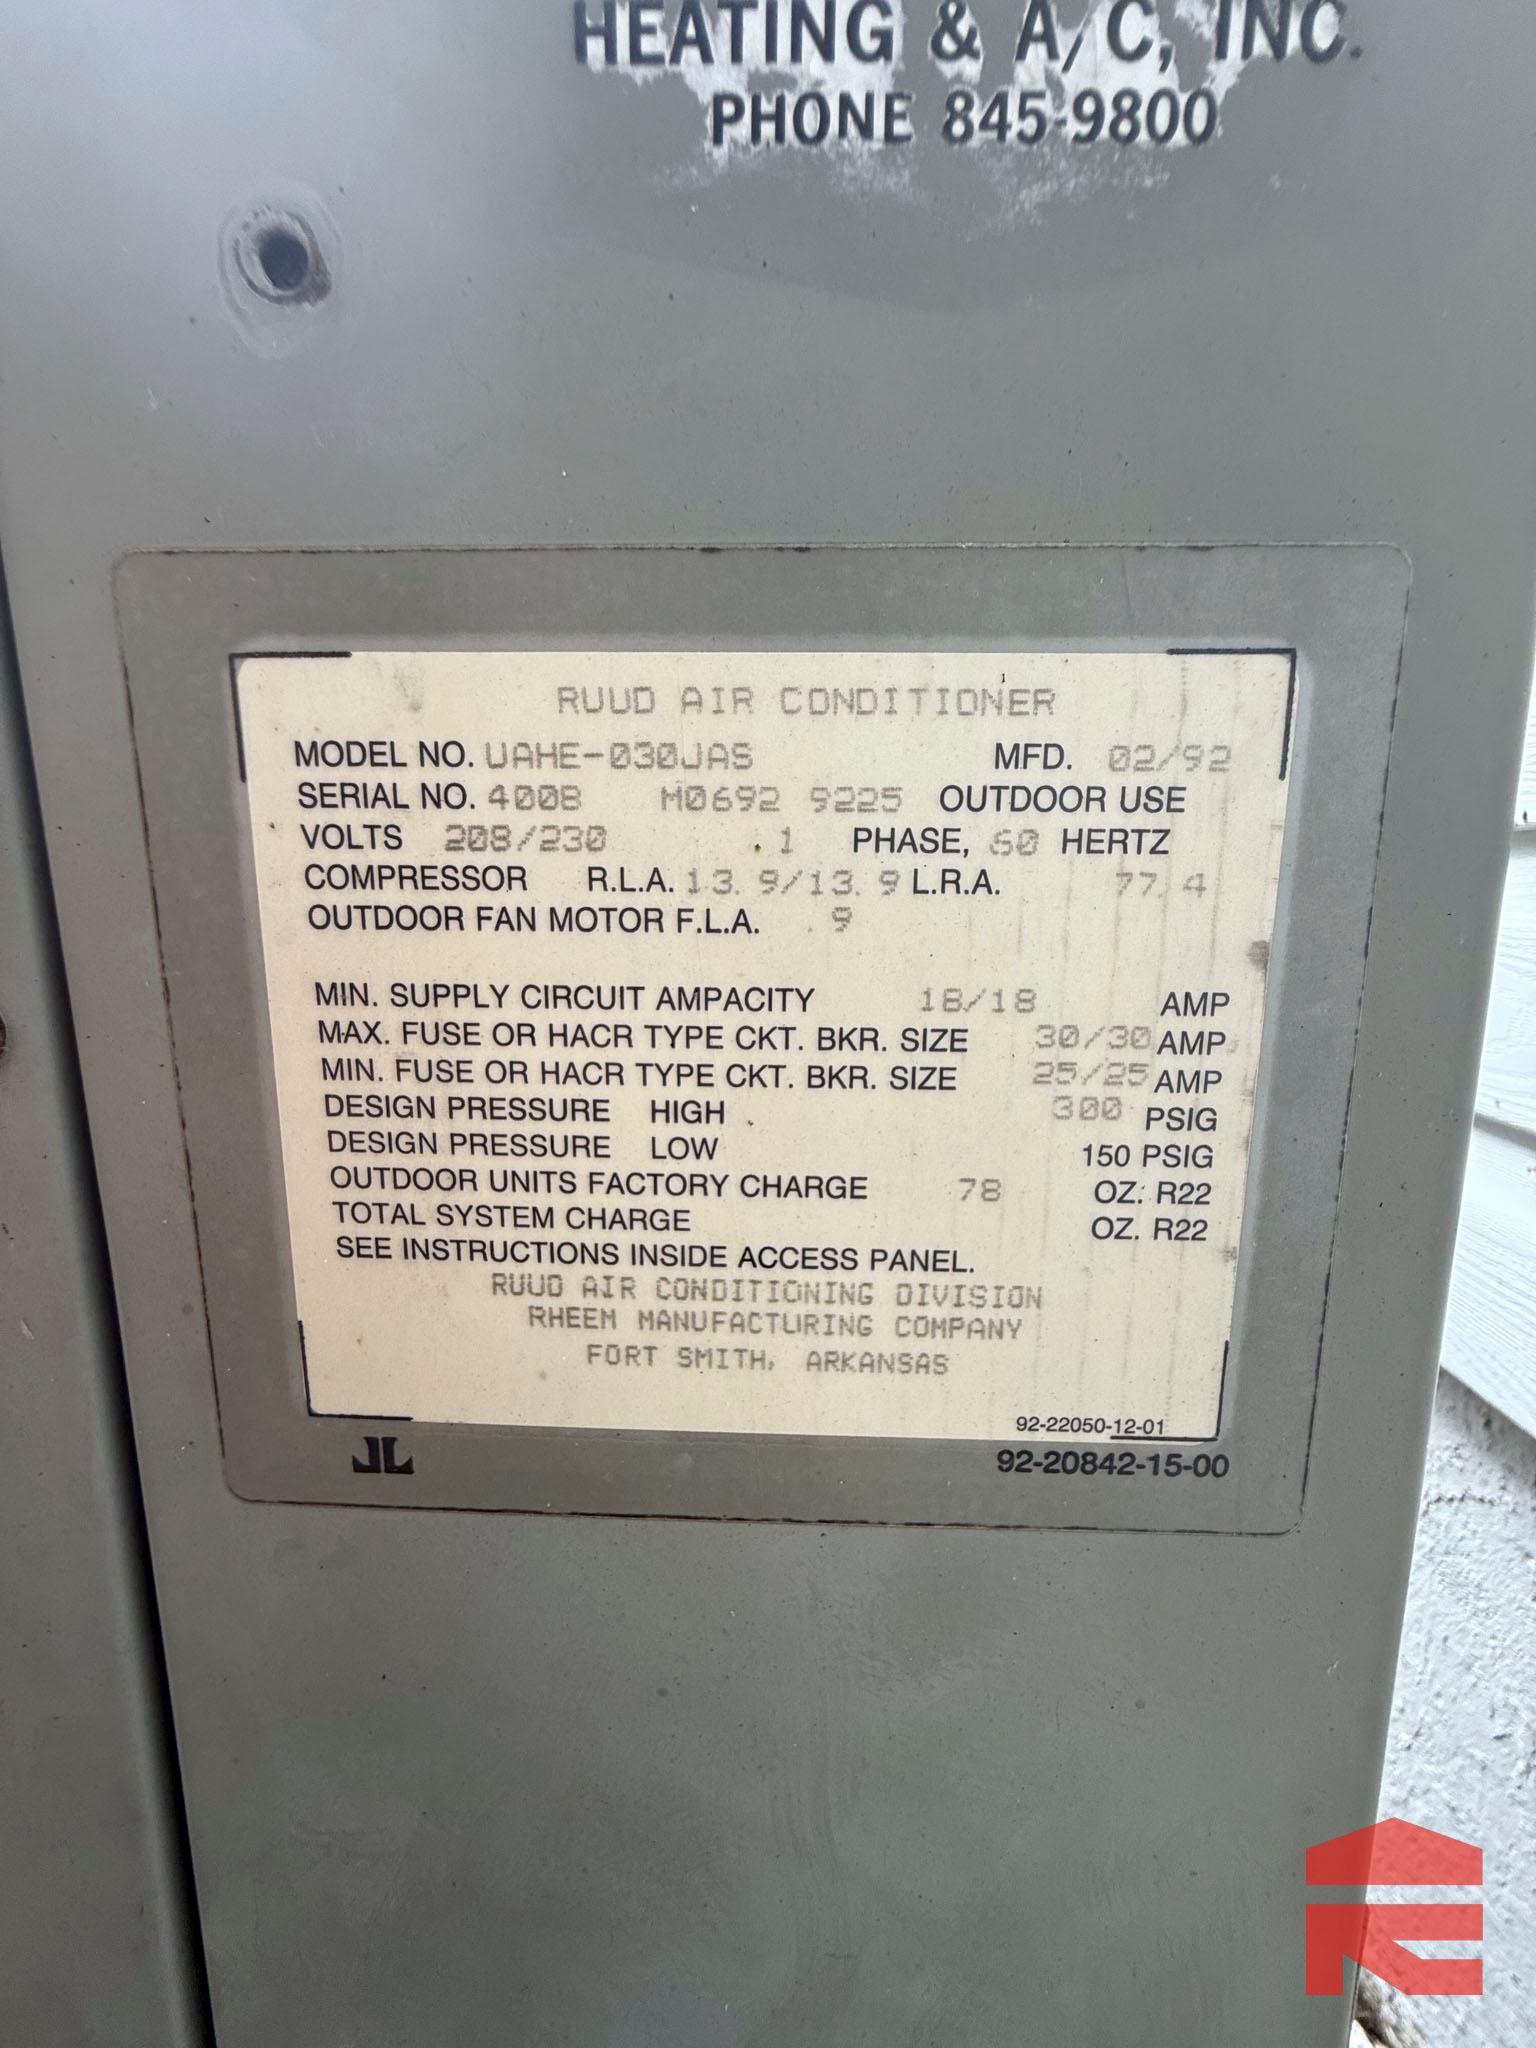 HEATING & A/C, INC.
PHONE 845-9800
RUUD AIR CONDITIONER
MODEL NO. UAHE-030JAS MFD. 02/92
SERIAL NO. 4008 M0692 9225 OUTDOOR USE
VOLTS 208/230 1 PHASE, 60 HERTZ
COMPRESSOR R.L.A. 13.9/13.9 L.R.A. 77.4
OUTDOOR FAN MOTOR F.L.A. .9
MIN. SUPPLY CIRCUIT AMPACITY 18/18 AMP
MAX. FUSE OR HACR TYPE CKT. BKR. SIZE 30/30 AMP
MIN. FUSE OR HACR TYPE CKT. BKR. SIZE 25/25 AMP
DESIGN PRESSURE HIGH 300 PSIG
DESIGN PRESSURE LOW 150 PSIG
OUTDOOR UNITS FACTORY CHARGE 78 OZ. R22
TOTAL SYSTEM CHARGE OZ. R22
SEE INSTRUCTIONS INSIDE ACCESS PANEL.
RUUD AIR CONDITIONING DIVISION
RHEEM MANUFACTURING COMPANY
FORT SMITH, ARKANSAS
92-22050-12-01
92-20842-15-00